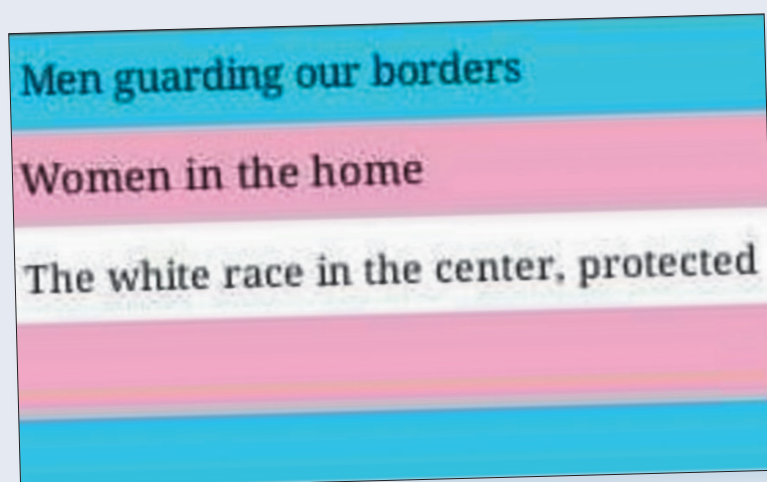 Men guarding our borders
Women in the home
The white race in the center, protected